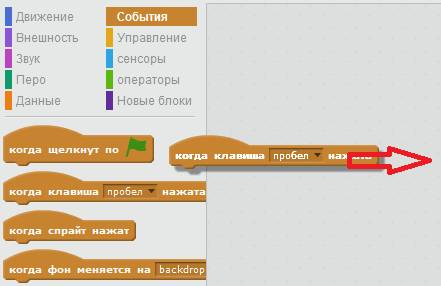 Движение События
Внешность Управление
Звук сенсоры
Перо операторы
Данные Новые блоки
когда щелкнут по
когда клавиша пробел нажата
когда клавиша пробел нажата
когда спрайт нажат
когда фон меняется на backdrop